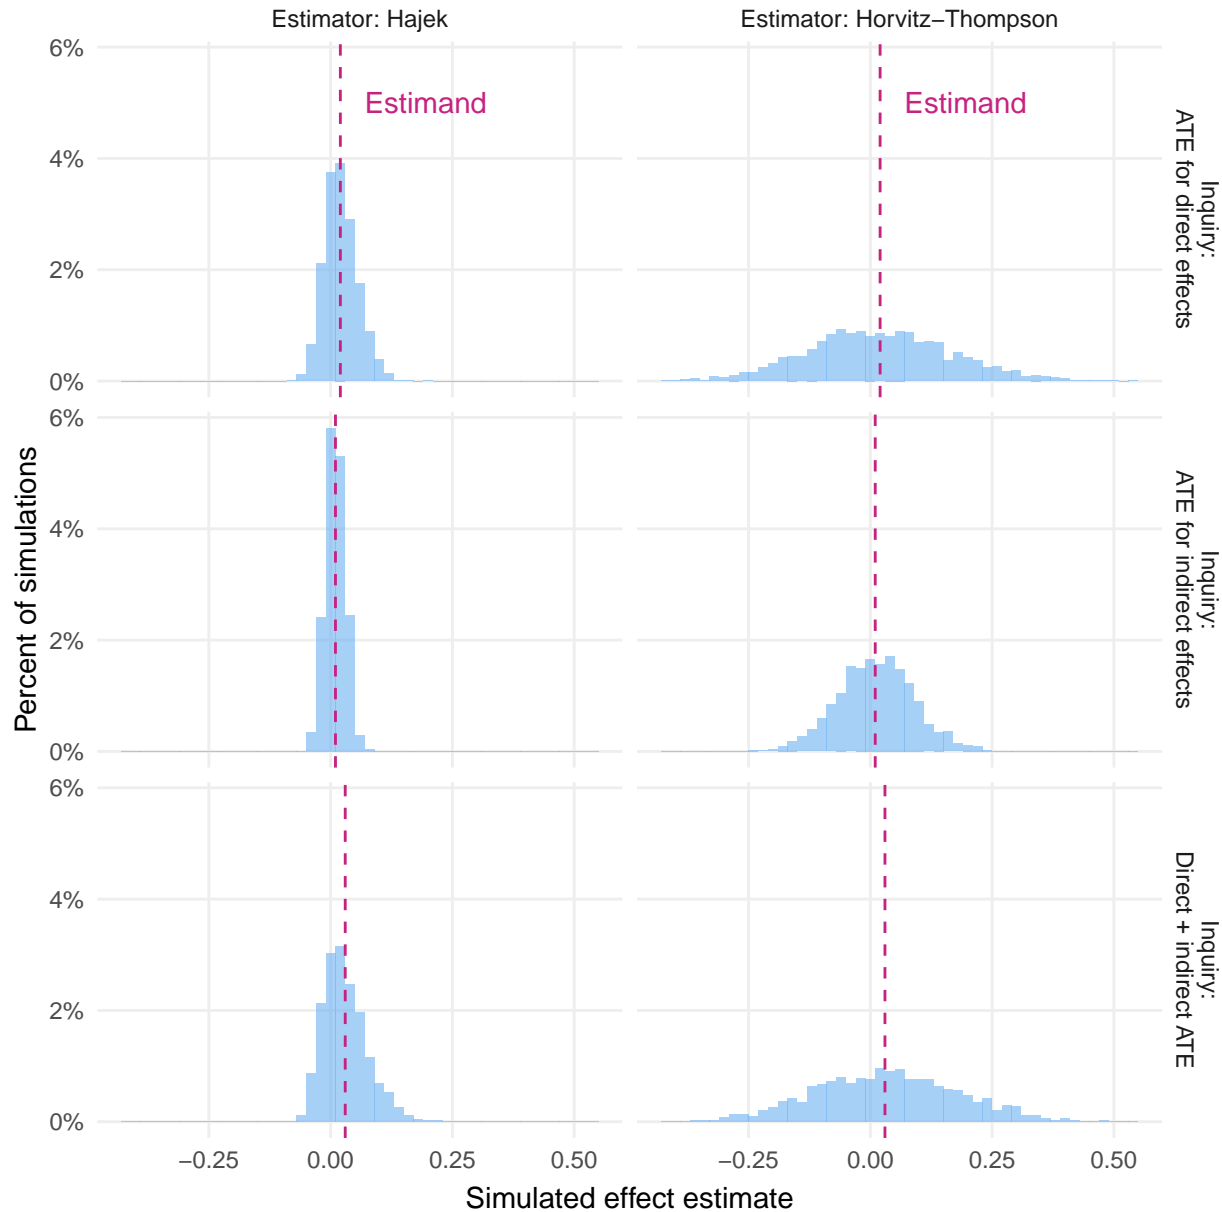 Estimator: Hajek
Estimator: Horvitz−Thompson
6%
4%
2%
0%
Estimand
Estimand
Inquiry:
ATE for direct effects
6%
4%
2%
0%
Inquiry:
ATE for indirect effects
6%
4%
2%
0%
Inquiry:
Direct + indirect ATE
Percent of simulations
−0.25 0.00 0.25 0.50
−0.25 0.00 0.25 0.50
Simulated effect estimate